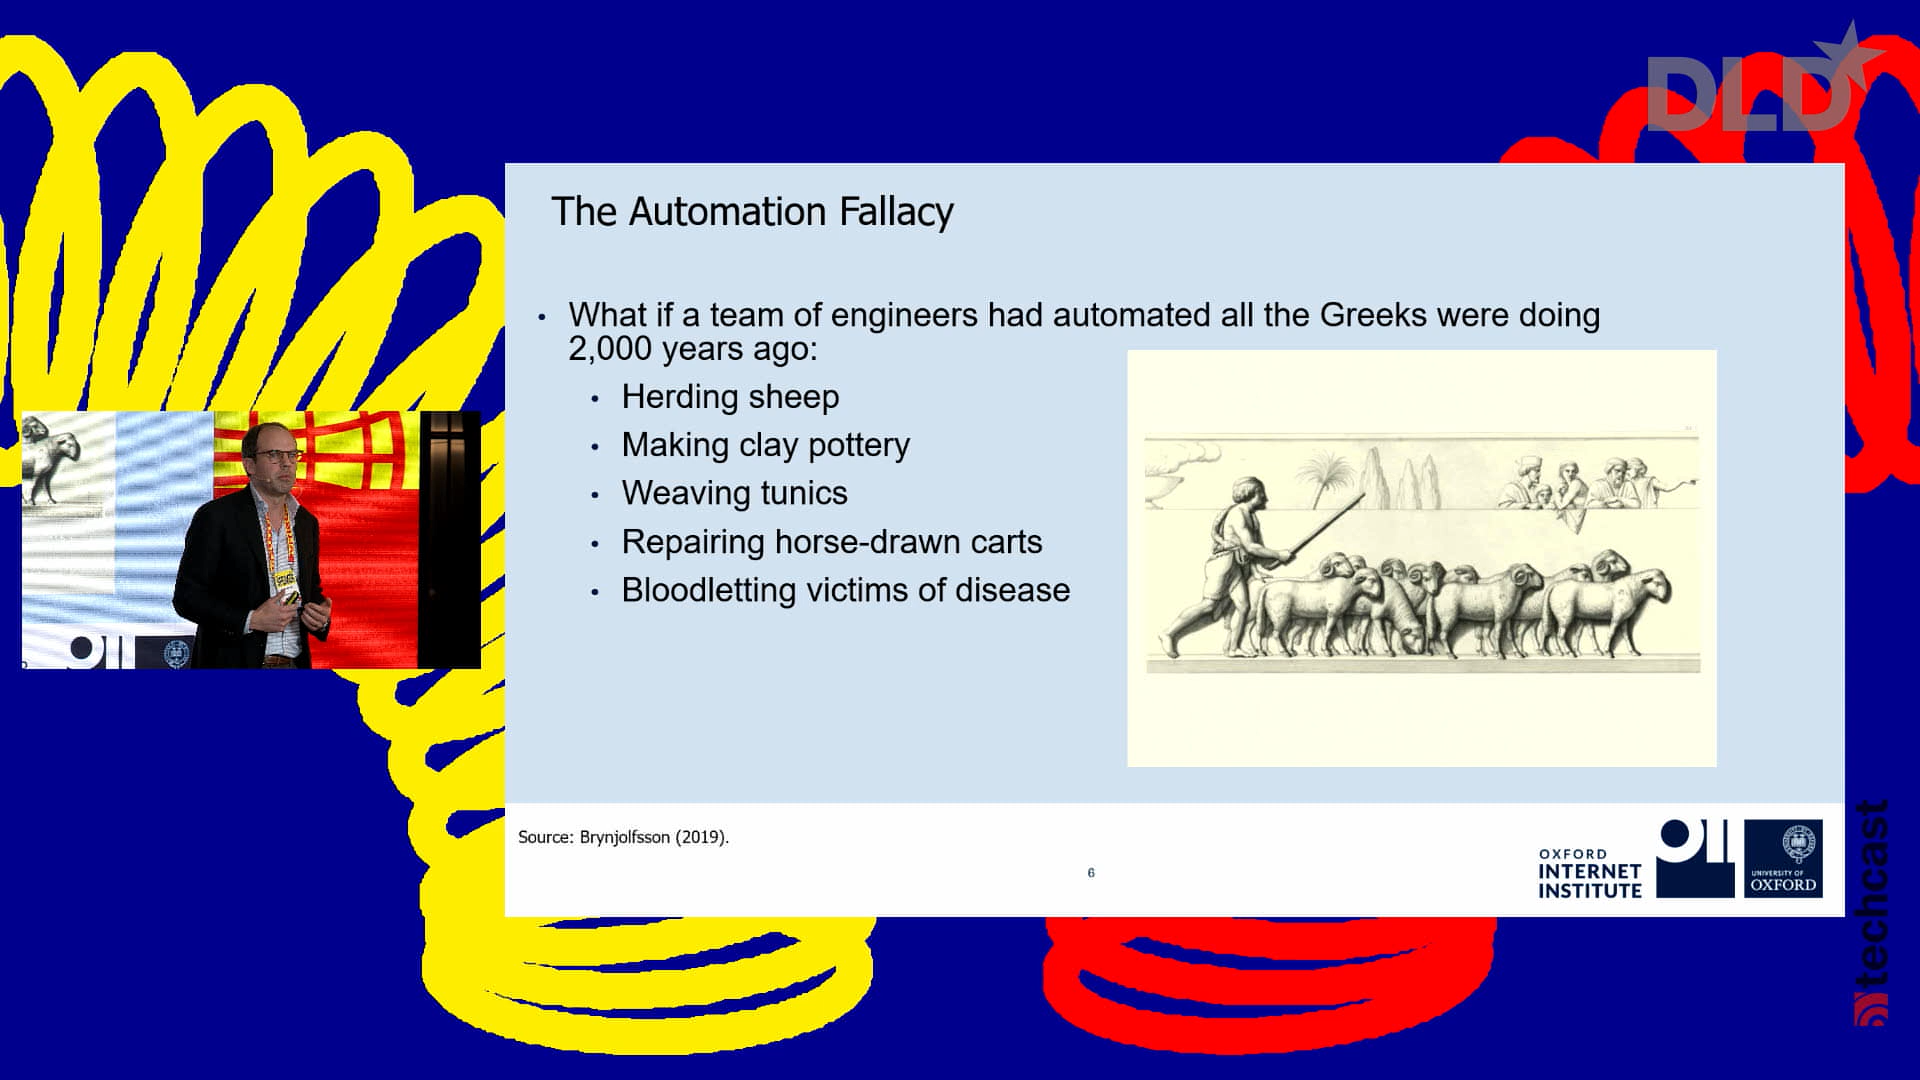 DLD
The Automation Fallacy
• What if a team of engineers had automated all the Greeks were doing
2,000 years ago:
• Herding sheep
• Making clay pottery
• Weaving tunics
• Repairing horse-drawn carts
• Bloodletting victims of disease
Source: Brynjolfsson (2019).
6
OXFORD
INTERNET
INSTITUTE
OII
UNIVERSITY OF
OXFORD
techcast